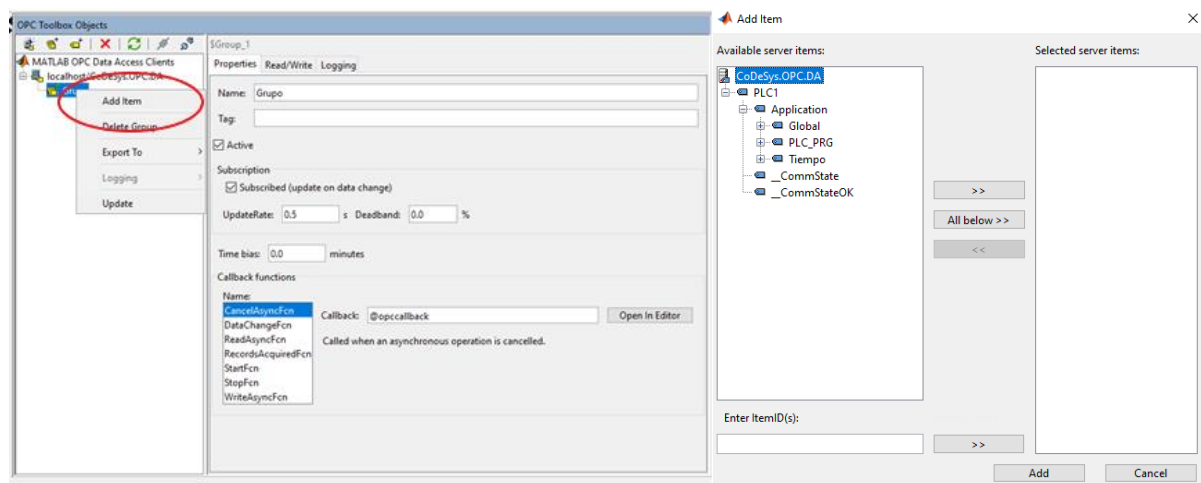 OPC Toolbox Objects
MATLAB OPC Data Access Clients
localhost/CoDeSys.OPC.DA
Add Item
Delete Group
Export To
Logging
Update
$Group_1
Properties Read/Write Logging
Name: Grupo
Tag:
Active
Subscription
Subscribed (update on data change)
UpdateRate: 0.5 s Deadband: 0.0 %
Time bias: 0.0 minutes
Callback functions
Name:
CancelAsyncFcn
DataChangeFcn
ReadAsyncFcn
RecordsAcquiredFcn
StartFcn
StopFcn
WriteAsyncFcn
Callback: @opccallback Open In Editor
Called when an asynchronous operation is cancelled.
Add Item
Available server items:
Selected server items:
CoDeSys.OPC.DA
PLC1
Application
Global
PLC_PRG
Tiempo
__CommState
__CommStateOK
>>
All below >>
<<
Enter ItemID(s):
>>
Add Cancel